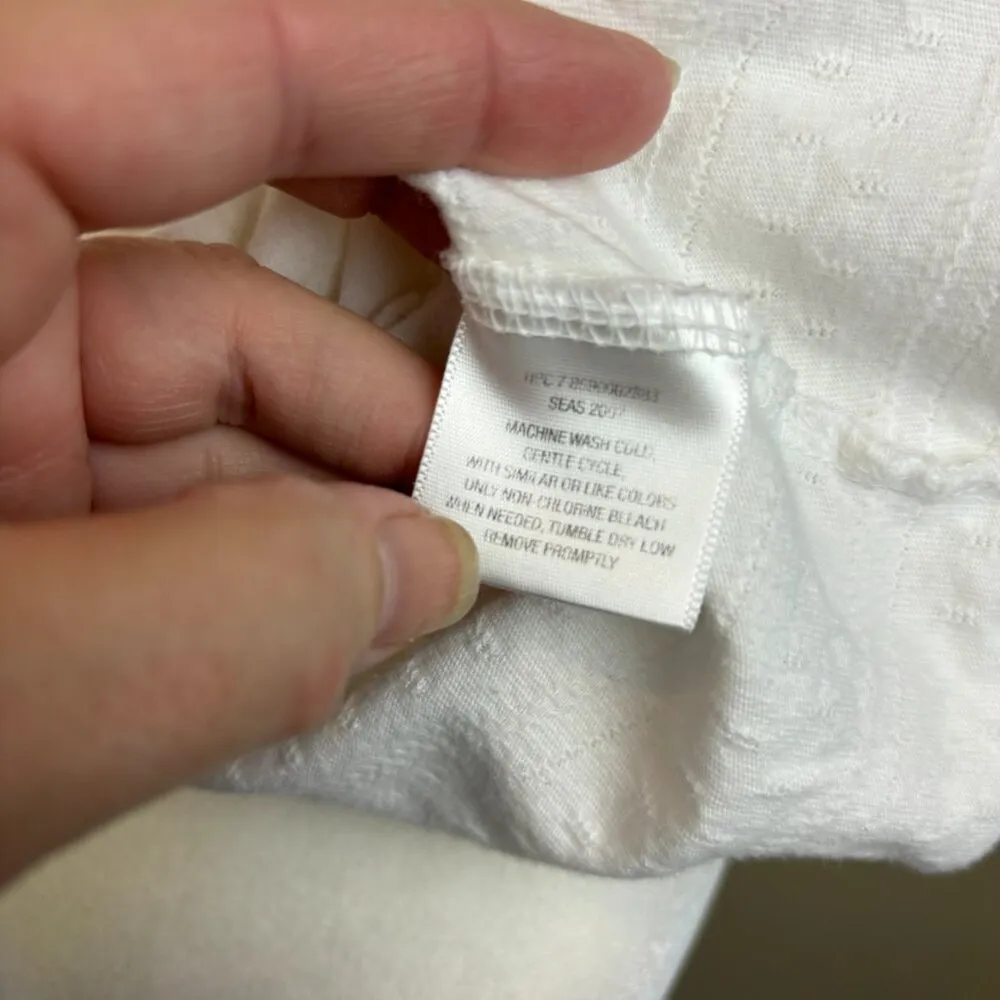 SEAS
MACHINE WASH COLD,
GENTLE CYCLE,
WITH SIMILAR OR LIKE COLORS
ONLY NON-CHLORINE BLEACH
WHEN NEEDED, TUMBLE DRY LOW
REMOVE PROMPTLY